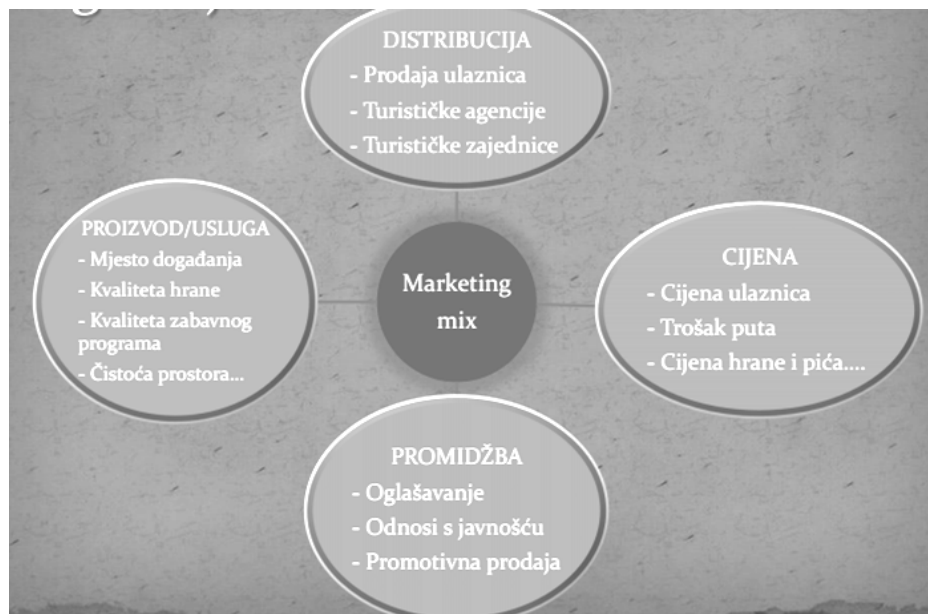 DISTRIBUCIJA
- Prodaja ulaznica
- Turističke agencije
- Turističke zajednice
PROIZVOD/USLUGA
- Mjesto događanja
- Kvaliteta hrane
- Kvaliteta zabavnog
programa
- Čistoća prostora...
Marketing
mix
CIJENA
- Cijena ulaznica
- Trošak puta
- Cijena hrane i pića....
PROMIDŽBA
- Oglašavanje
- Odnosi s javnošću
- Promotivna prodaja